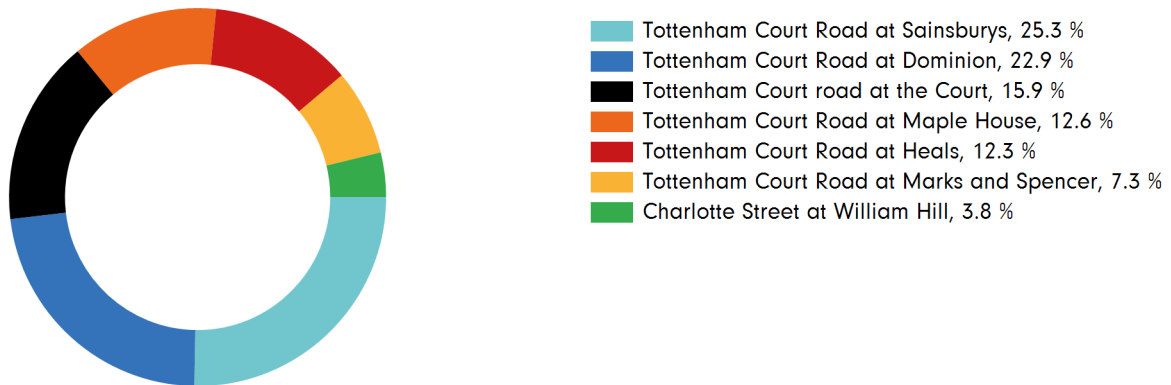 Tottenham Court Road at Sainsburys, 25.3 %
Tottenham Court Road at Dominion, 22.9 %
Tottenham Court road at the Court, 15.9 %
Tottenham Court Road at Maple House, 12.6 %
Tottenham Court Road at Heals, 12.3 %
Tottenham Court Road at Marks and Spencer, 7.3 %
Charlotte Street at William Hill, 3.8 %